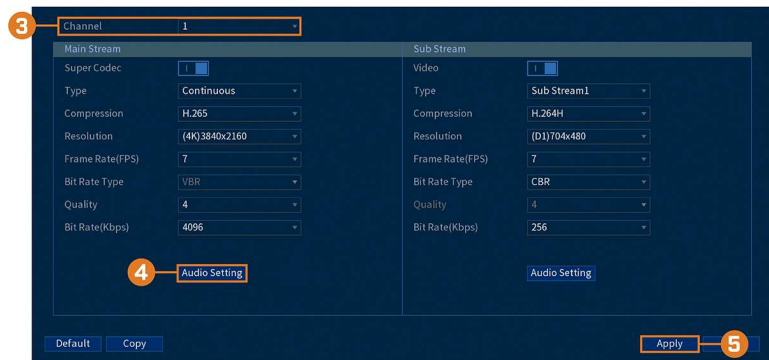 3 Channel 1
Main Stream Sub Stream
Super Codec Video
Type Continuous Type Sub Stream1
Compression H.265 Compression H.264H
Resolution (4K)3840x2160 Resolution (D1)704x480
Frame Rate(FPS) 7 Frame Rate(FPS) 7
Bit Rate Type VBR Bit Rate Type CBR
Quality 4 Quality 4
Bit Rate(Kbps) 4096 Bit Rate(Kbps) 256
4 Audio Setting Audio Setting
Default Copy Apply 5